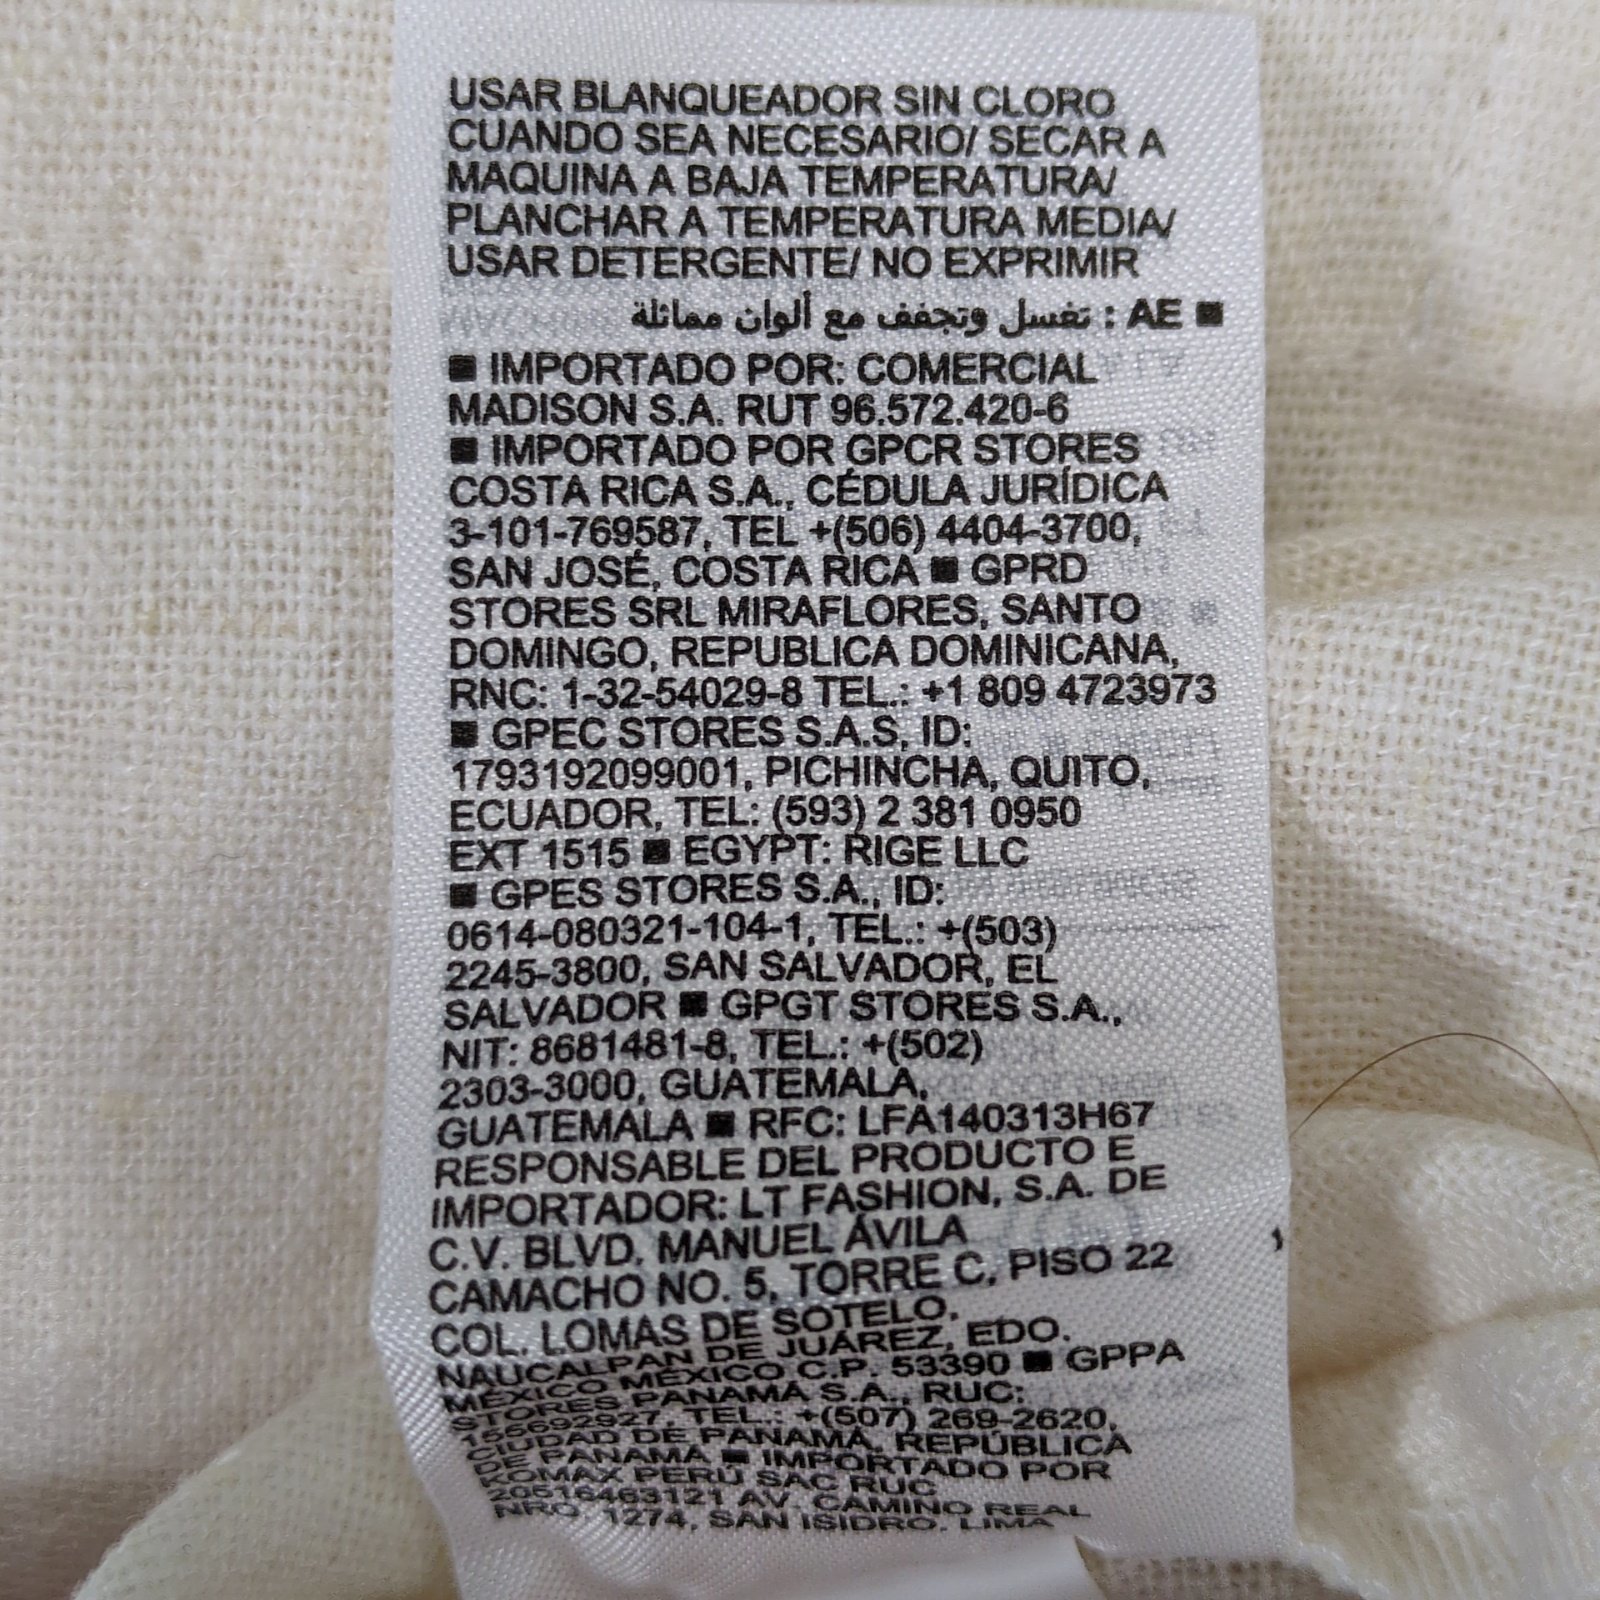 USAR BLANQUEADOR SIN CLORO
CUANDO SEA NECESARIO/ SECAR A
MAQUINA A BAJA TEMPERATURA/
PLANCHAR A TEMPERATURA MEDIA/
USAR DETERGENTE/ NO EXPRIMIR
■ AE : تغسل وتجفف مع ألوان مماثلة
■ IMPORTADO POR: COMERCIAL
MADISON S.A. RUT 96.572.420-6
■ IMPORTADO POR GPCR STORES
COSTA RICA S.A., CÉDULA JURÍDICA
3-101-769587, TEL +(506) 4404-3700,
SAN JOSÉ, COSTA RICA ■ GPRD
STORES SRL MIRAFLORES, SANTO
DOMINGO, REPUBLICA DOMINICANA,
RNC: 1-32-54029-8 TEL.: +1 809 4723973
■ GPEC STORES S.A.S, ID:
1793192099001, PICHINCHA, QUITO,
ECUADOR, TEL: (593) 2 381 0950
EXT 1515 ■ EGYPT: RIGE LLC
■ GPES STORES S.A., ID:
0614-080321-104-1, TEL.: +(503)
2245-3800, SAN SALVADOR, EL
SALVADOR ■ GPGT STORES S.A.,
NIT: 8681481-8, TEL.: +(502)
2303-3000, GUATEMALA,
GUATEMALA ■ RFC: LFA140313H67
RESPONSABLE DEL PRODUCTO E
IMPORTADOR: LT FASHION, S.A. DE
C.V. BLVD. MANUEL ÁVILA
CAMACHO NO. 5, TORRE C, PISO 22
COL. LOMAS DE SOTELO,
NAUCALPAN DE JUÁREZ, EDO.
MÉXICO MÉXICO C.P. 53390 ■ GPPA
STORES PANAMÁ S.A., RUC:
155692927, TEL.: +(507) 269-2620,
CIUDAD DE PANAMÁ, REPÚBLICA
DE PANAMA ■ IMPORTADO POR
KOMAX PERÚ SAC RUC
20516463121 AV. CAMINO REAL
NRO. 1274, SAN ISIDRO. LIMA